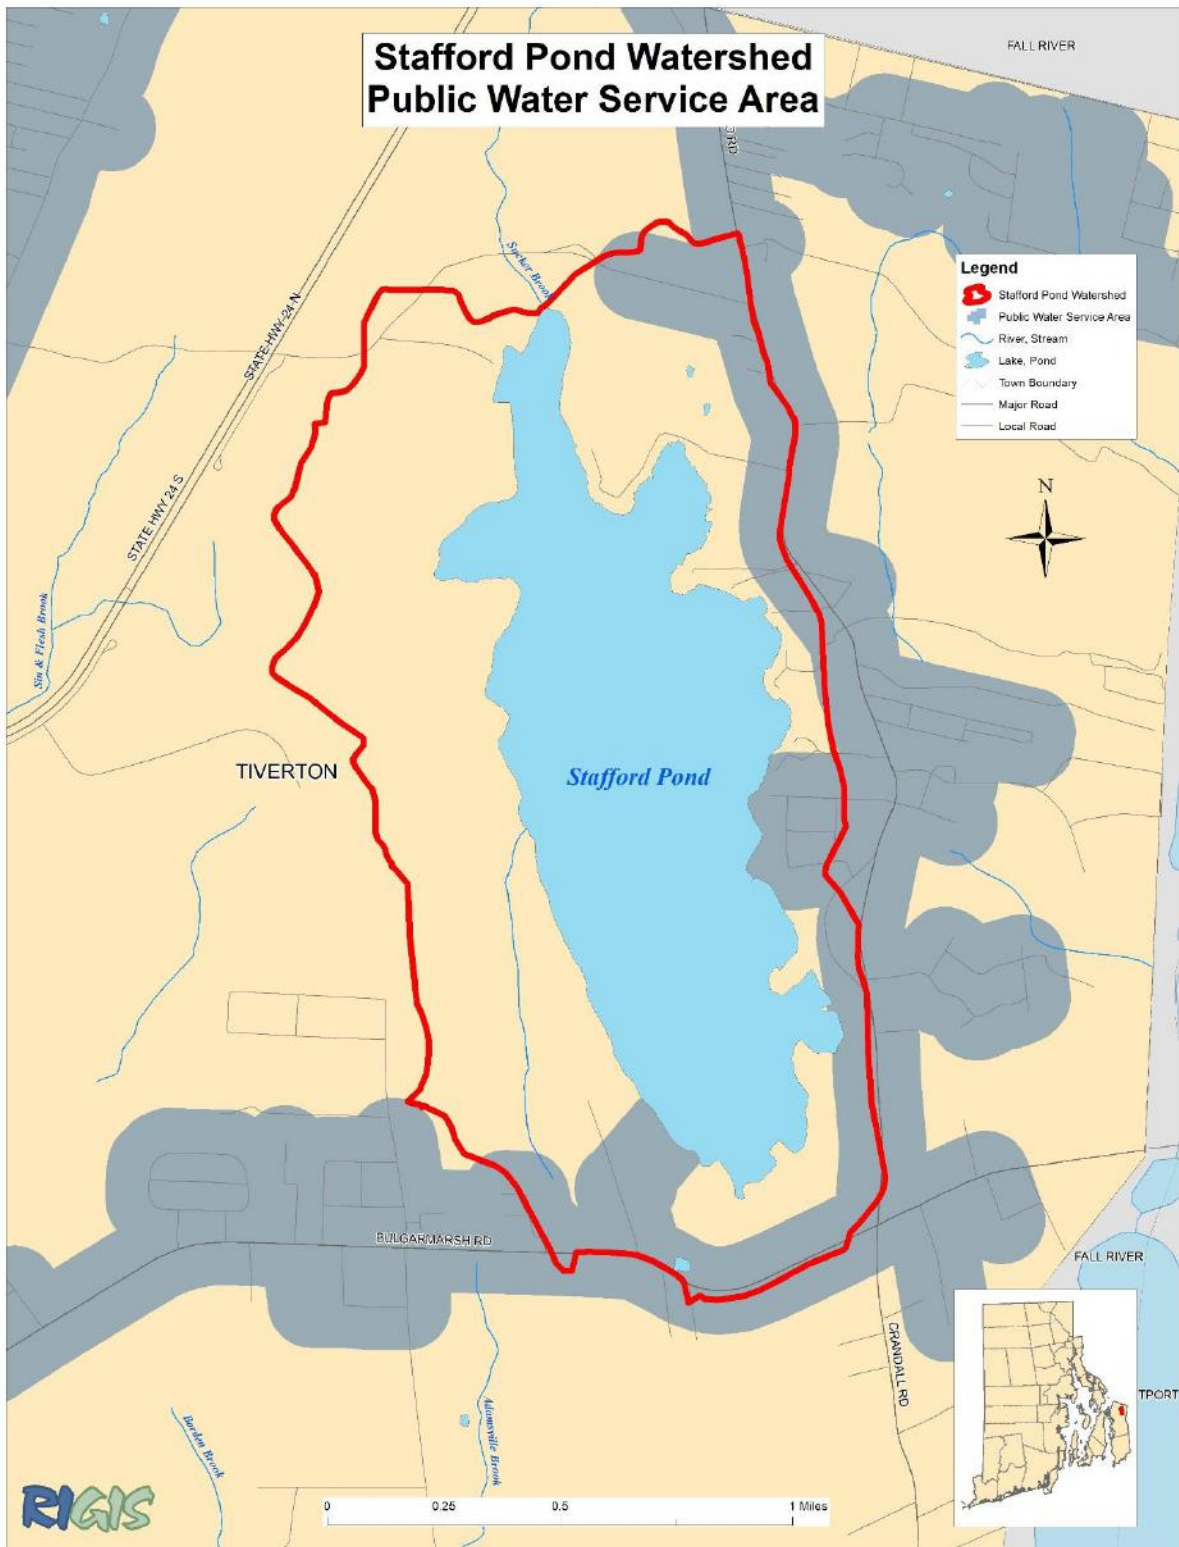 Stafford Pond Watershed
Public Water Service Area
FALL RIVER
RD
Sucker Brook
Legend
Stafford Pond Watershed
Public Water Service Area
River, Stream
Lake, Pond
Town Boundary
Major Road
Local Road
STATE HWY 24 N
N
STATE HWY 24 S
Sin & Flesh Brook
TIVERTON
Stafford Pond
BULGARMARSH RD
FALL RIVER
CRANDALL RD
TPORT
Adamsville Brook
Borden Brook
RIGIS
0 0.25 0.5 1 Miles